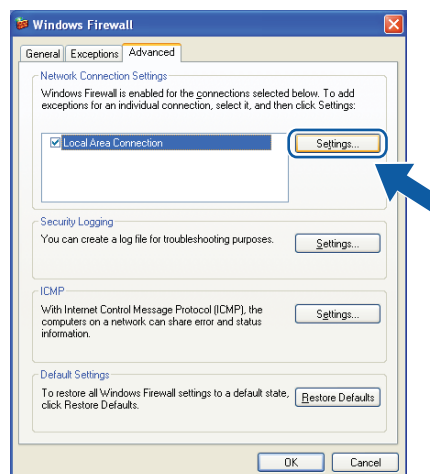 Windows Firewall
General Exceptions Advanced
Network Connection Settings
Windows Firewall is enabled for the connections selected below. To add
exceptions for an individual connection, select it, and then click Settings:
Local Area Connection
Settings...
Security Logging
You can create a log file for troubleshooting purposes.
Settings...
ICMP
With Internet Control Message Protocol (ICMP), the
computers on a network can share error and status
information.
Settings...
Default Settings
To restore all Windows Firewall settings to a default state,
click Restore Defaults.
Restore Defaults
OK Cancel